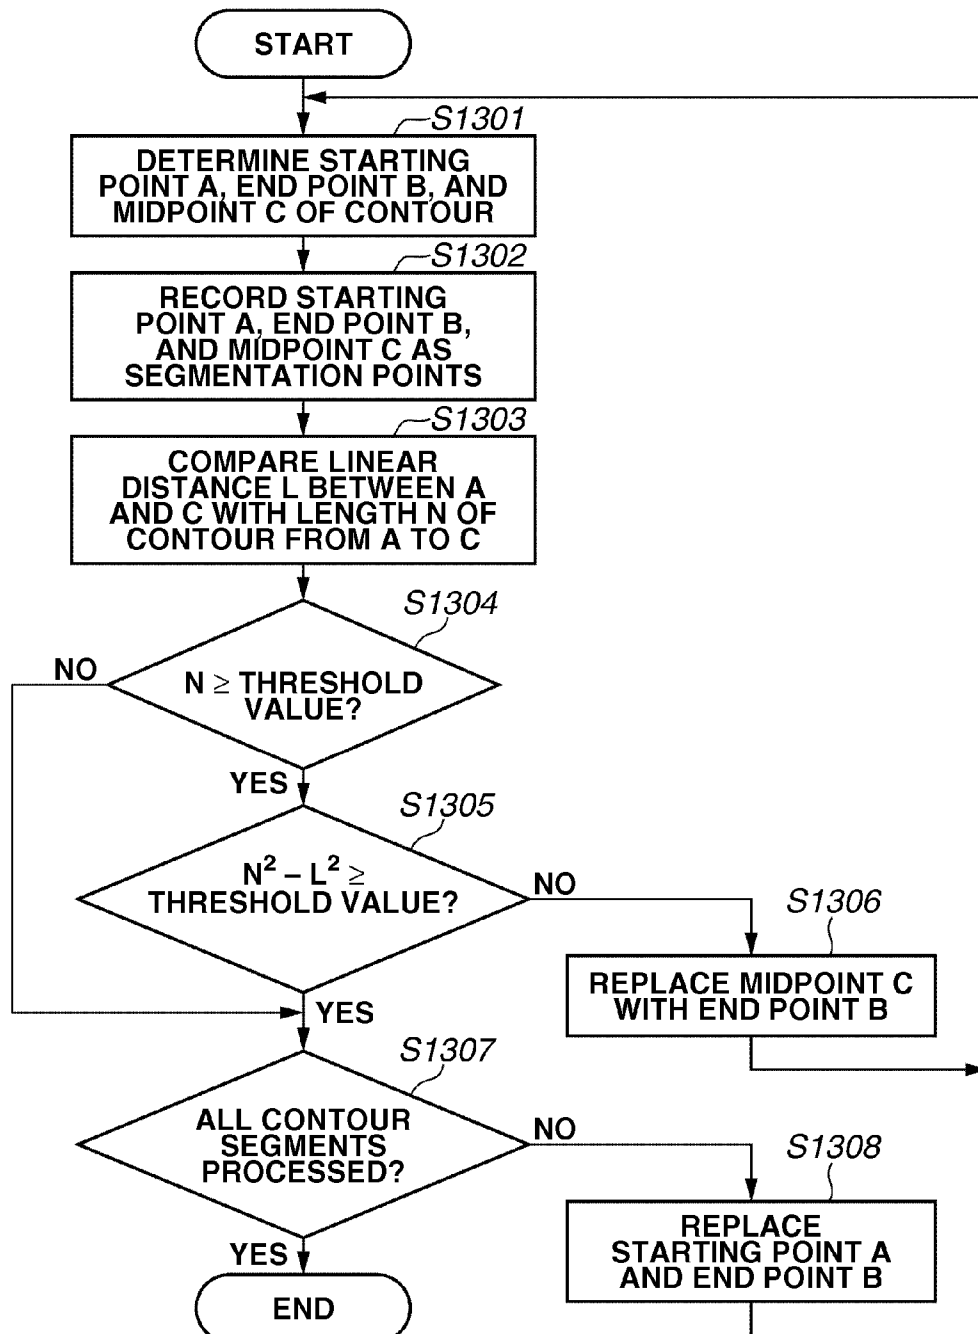 START
S1301
DETERMINE STARTING
POINT A, END POINT B, AND
MIDPOINT C OF CONTOUR
S1302
RECORD STARTING
POINT A, END POINT B,
AND MIDPOINT C AS
SEGMENTATION POINTS
S1303
COMPARE LINEAR
DISTANCE L BETWEEN A
AND C WITH LENGTH N OF
CONTOUR FROM A TO C
S1304
NO
N ≥ THRESHOLD
VALUE?
YES
S1305
N² – L² ≥
THRESHOLD VALUE?
NO
S1306
REPLACE MIDPOINT C
WITH END POINT B
YES
S1307
ALL CONTOUR
SEGMENTS
PROCESSED?
NO
S1308
REPLACE
STARTING POINT A
AND END POINT B
YES
END